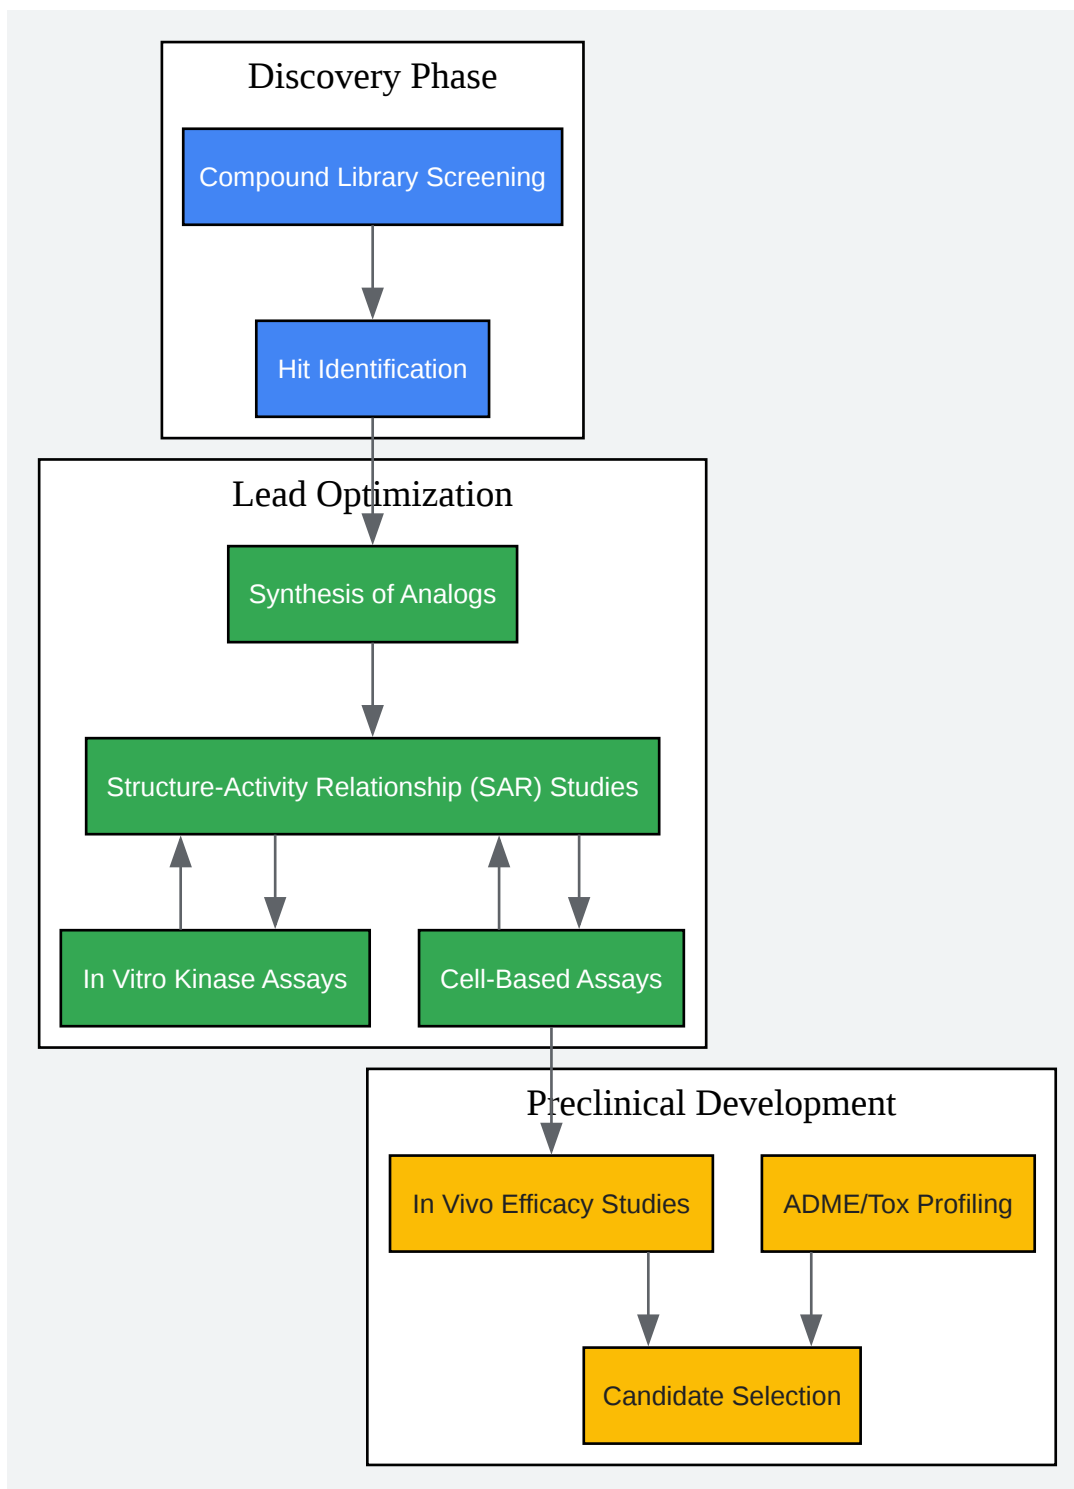 Discovery Phase
Compound Library Screening
Hit Identification
Lead Optimization
Synthesis of Analogs
Structure-Activity Relationship (SAR) Studies
In Vitro Kinase Assays
Cell-Based Assays
Preclinical Development
In Vivo Efficacy Studies
ADME/Tox Profiling
Candidate Selection